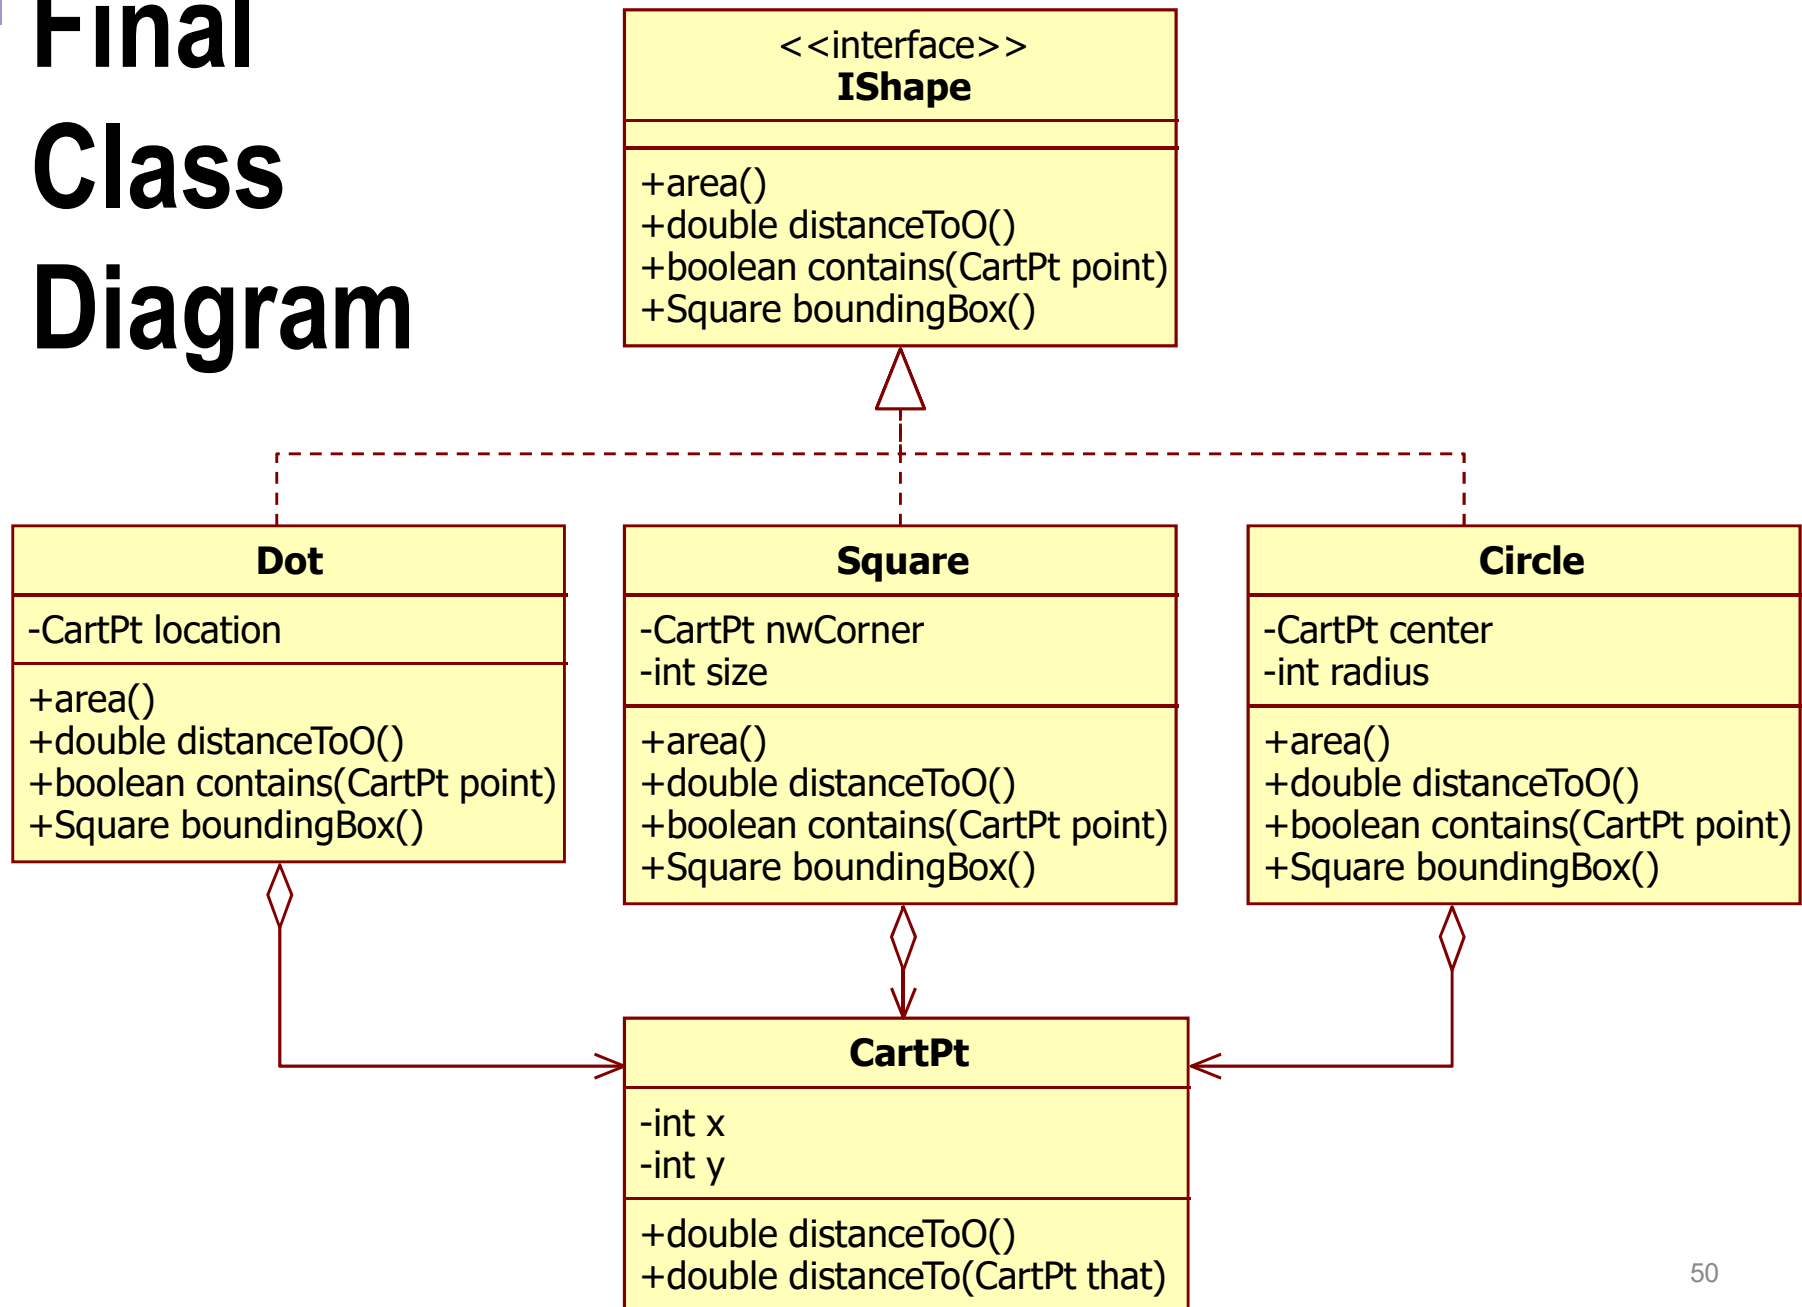 Final
Class
Diagram
<<interface>>
IShape
+area()
+double distanceToO()
+boolean contains(CartPt point)
+Square boundingBox()
Dot
-CartPt location
+area()
+double distanceToO()
+boolean contains(CartPt point)
+Square boundingBox()
Square
-CartPt nwCorner
-int size
+area()
+double distanceToO()
+boolean contains(CartPt point)
+Square boundingBox()
Circle
-CartPt center
-int radius
+area()
+double distanceToO()
+boolean contains(CartPt point)
+Square boundingBox()
CartPt
-int x
-int y
+double distanceToO()
+double distanceTo(CartPt that)
50